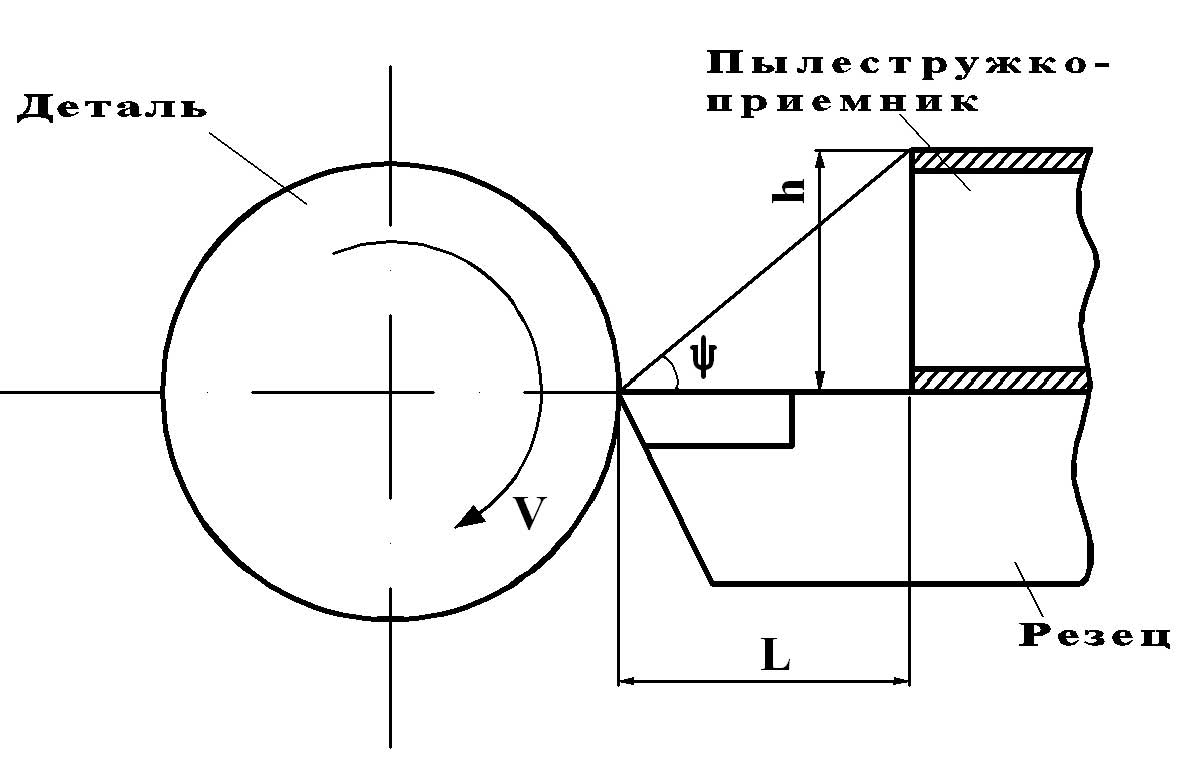 Пылестружко-
приемник
Деталь
h
ψ
V
Резец
L